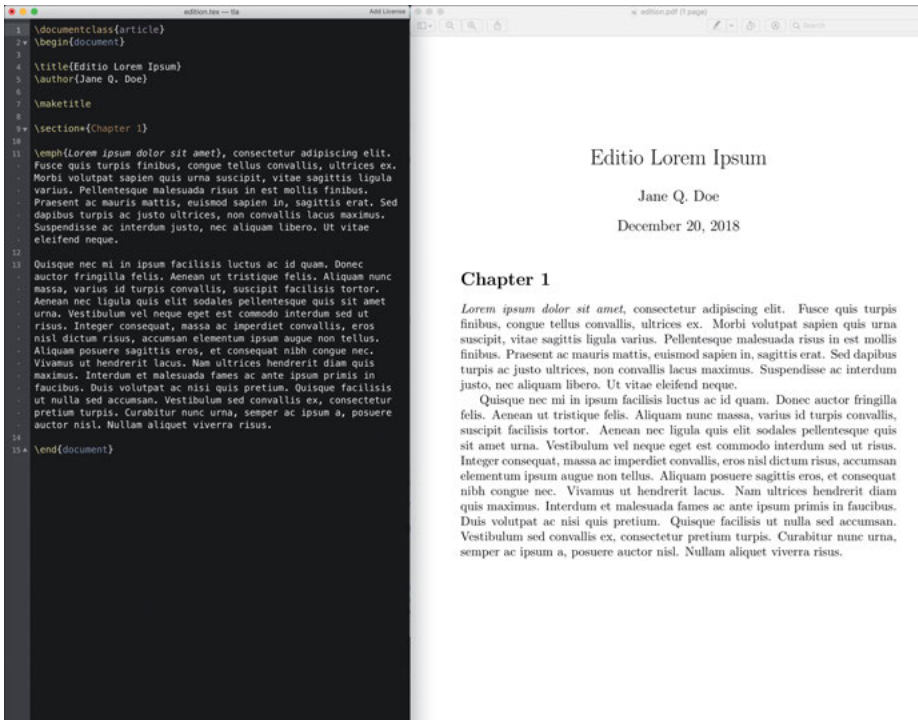 edition.tex — tla
Add License
1 \documentclass{article}
2 \begin{document}
3
4 \title{Editio Lorem Ipsum}
5 \author{Jane Q. Doe}
6
7 \maketitle
8
9 \section*{Chapter 1}
10
11 \emph{Lorem ipsum dolor sit amet}, consectetur adipiscing elit.
Fusce quis turpis finibus, congue tellus convallis, ultrices ex.
Morbi volutpat sapien quis urna suscipit, vitae sagittis ligula
varius. Pellentesque malesuada risus in est mollis finibus.
Praesent ac mauris mattis, euismod sapien in, sagittis erat. Sed
dapibus turpis ac justo ultrices, non convallis lacus maximus.
Suspendisse ac interdum justo, nec aliquam libero. Ut vitae
eleifend neque.
12
13 Quisque nec mi in ipsum facilisis luctus ac id quam. Donec
auctor fringilla felis. Aenean ut tristique felis. Aliquam nunc
massa, varius id turpis convallis, suscipit facilisis tortor.
Aenean nec ligula quis elit sodales pellentesque quis sit amet
urna. Vestibulum vel neque eget est commodo interdum sed ut
risus. Integer consequat, massa ac imperdiet convallis, eros
nisl dictum risus, accumsan elementum ipsum augue non tellus.
Aliquam posuere sagittis eros, et consequat nibh congue nec.
Vivamus ut hendrerit lacus. Nam ultrices hendrerit diam quis
maximus. Interdum et malesuada fames ac ante ipsum primis in
faucibus. Duis volutpat ac nisi quis pretium. Quisque facilisis
ut nulla sed accumsan. Vestibulum sed convallis ex, consectetur
pretium turpis. Curabitur nunc urna, semper ac ipsum a, posuere
auctor nisl. Nullam aliquet viverra risus.
14
15 \end{document}
edition.pdf (1 page)
Search
Editio Lorem Ipsum
Jane Q. Doe
December 20, 2018
Chapter 1
Lorem ipsum dolor sit amet, consectetur adipiscing elit. Fusce quis turpis
finibus, congue tellus convallis, ultrices ex. Morbi volutpat sapien quis urna
suscipit, vitae sagittis ligula varius. Pellentesque malesuada risus in est mollis
finibus. Praesent ac mauris mattis, euismod sapien in, sagittis erat. Sed dapibus
turpis ac justo ultrices, non convallis lacus maximus. Suspendisse ac interdum
justo, nec aliquam libero. Ut vitae eleifend neque.
Quisque nec mi in ipsum facilisis luctus ac id quam. Donec auctor fringilla
felis. Aenean ut tristique felis. Aliquam nunc massa, varius id turpis convallis,
suscipit facilisis tortor. Aenean nec ligula quis elit sodales pellentesque quis
sit amet urna. Vestibulum vel neque eget est commodo interdum sed ut risus.
Integer consequat, massa ac imperdiet convallis, eros nisl dictum risus, accumsan
elementum ipsum augue non tellus. Aliquam posuere sagittis eros, et consequat
nibh congue nec. Vivamus ut hendrerit lacus. Nam ultrices hendrerit diam
quis maximus. Interdum et malesuada fames ac ante ipsum primis in faucibus.
Duis volutpat ac nisi quis pretium. Quisque facilisis ut nulla sed accumsan.
Vestibulum sed convallis ex, consectetur pretium turpis. Curabitur nunc urna,
semper ac ipsum a, posuere auctor nisl. Nullam aliquet viverra risus.